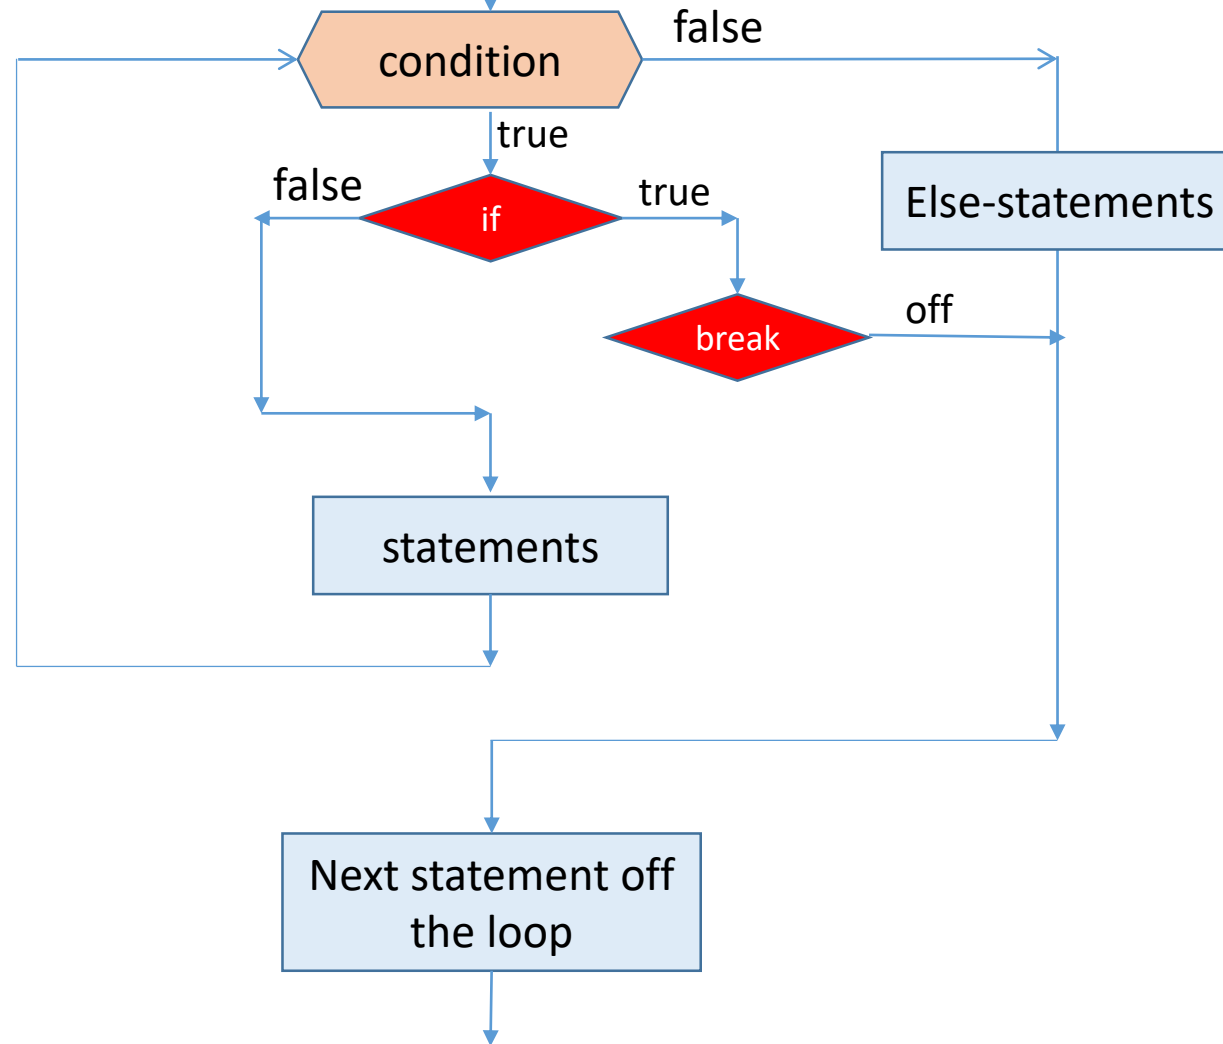 false
condition
true
false
true
if
Else-statements
off
break
statements
Next statement off
the loop